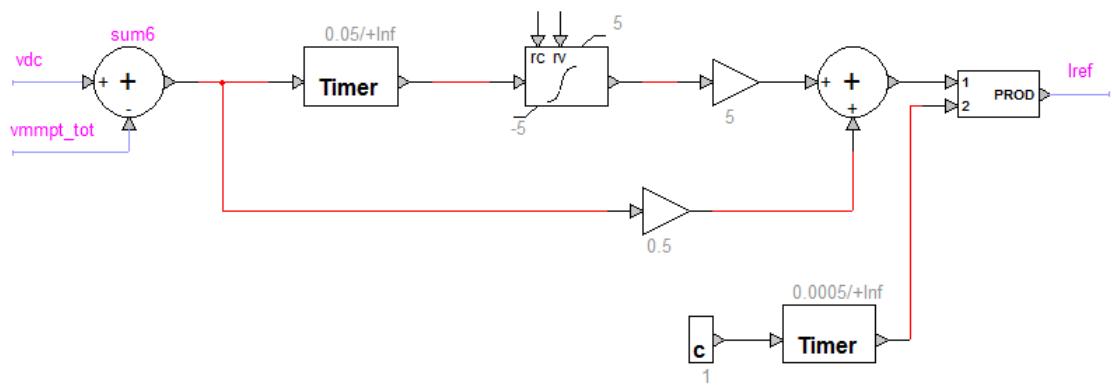 sum6
vdc
+
+
-
vmmpt_tot
0.05/+Inf
Timer
rc rv
5
-5
5
+
+
+
0.5
1
2
PROD
Iref
0.0005/+Inf
Timer
c
1